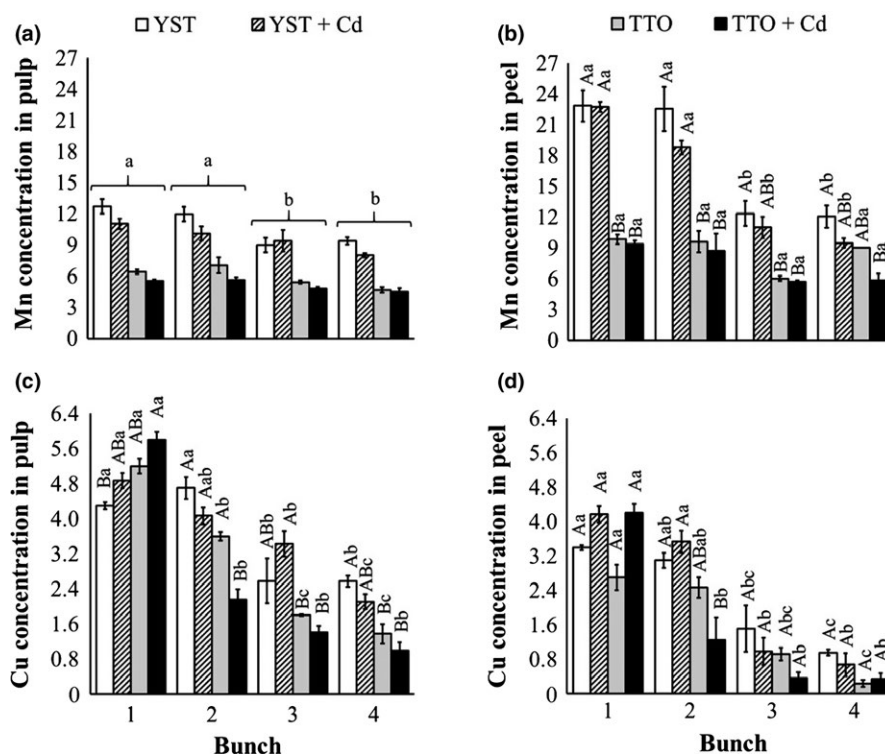 (a) YST YST + Cd
Mn concentration in pulp
27
24
21
18
15
12
9
6
3
0
a a b b
(b) TTO TTO + Cd
Mn concentration in peel
27
24
21
18
15
12
9
6
3
0
Aa Aa Ba Ba
Aa Aa Ba Ba
Ab ABb Ba Ba
Ab ABb ABa Ba
(c)
Cu concentration in pulp
6.4
5.6
4.8
4.0
3.2
2.4
1.6
0.8
0
Ba ABa ABa Aa
Aa Aab Ab Bb
ABb Ab Bc Bb
Ab ABc Bc Bb
1 2 3 4
Bunch
(d)
Cu concentration in peel
6.4
5.6
4.8
4.0
3.2
2.4
1.6
0.8
0
Aa Aa Aa Aa
Aab Aa ABab Bb
Abc Ab Abc Ab
Ac Ab Ac Ab
1 2 3 4
Bunch